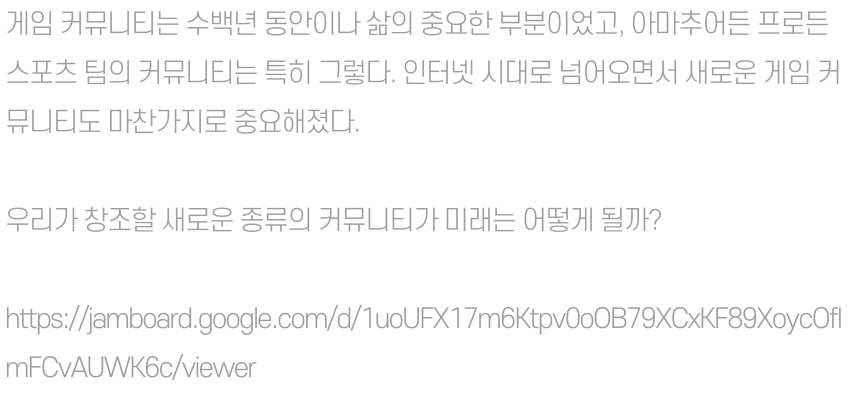 게임 커뮤니티는 수백년 동안이나 삶의 중요한 부분이었고, 아마추어든 프로든
스포츠 팀의 커뮤니티는 특히 그렇다. 인터넷 시대로 넘어오면서 새로운 게임 커
뮤니티도 마찬가지로 중요해졌다.
우리가 창조할 새로운 종류의 커뮤니티가 미래는 어떻게 될까?
https://jamboard.google.com/d/1uoUFX17m6Ktpv0oOB79XCxKF89XoycOfI
mFCvAUWK6c/viewer